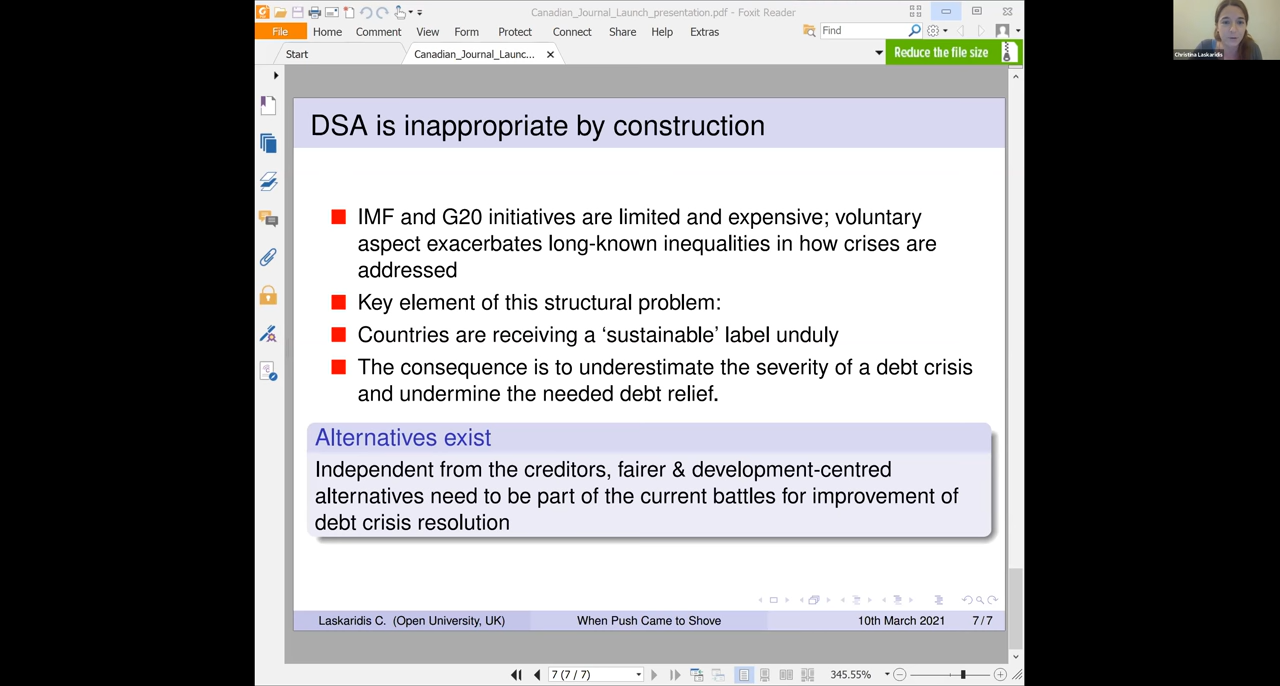 Canadian_Journal_Launch_presentation.pdf - Foxit Reader
File Home Comment View Form Protect Connect Share Help Extras Find
Start Canadian_Journal_Launc... Reduce the file size
Christina Laskaridis
DSA is inappropriate by construction
IMF and G20 initiatives are limited and expensive; voluntary
aspect exacerbates long-known inequalities in how crises are
addressed
Key element of this structural problem:
Countries are receiving a ‘sustainable’ label unduly
The consequence is to underestimate the severity of a debt crisis
and undermine the needed debt relief.
Alternatives exist
Independent from the creditors, fairer & development-centred
alternatives need to be part of the current battles for improvement of
debt crisis resolution
Laskaridis C. (Open University, UK) When Push Came to Shove 10th March 2021 7/7
7 (7 / 7) 345.55%